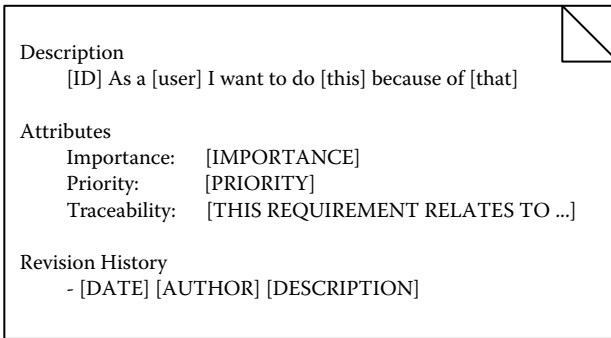 Description
[ID] As a [user] I want to do [this] because of [that]
Attributes
Importance: [IMPORTANCE]
Priority: [PRIORITY]
Traceability: [THIS REQUIREMENT RELATES TO ...]
Revision History
- [DATE] [AUTHOR] [DESCRIPTION]